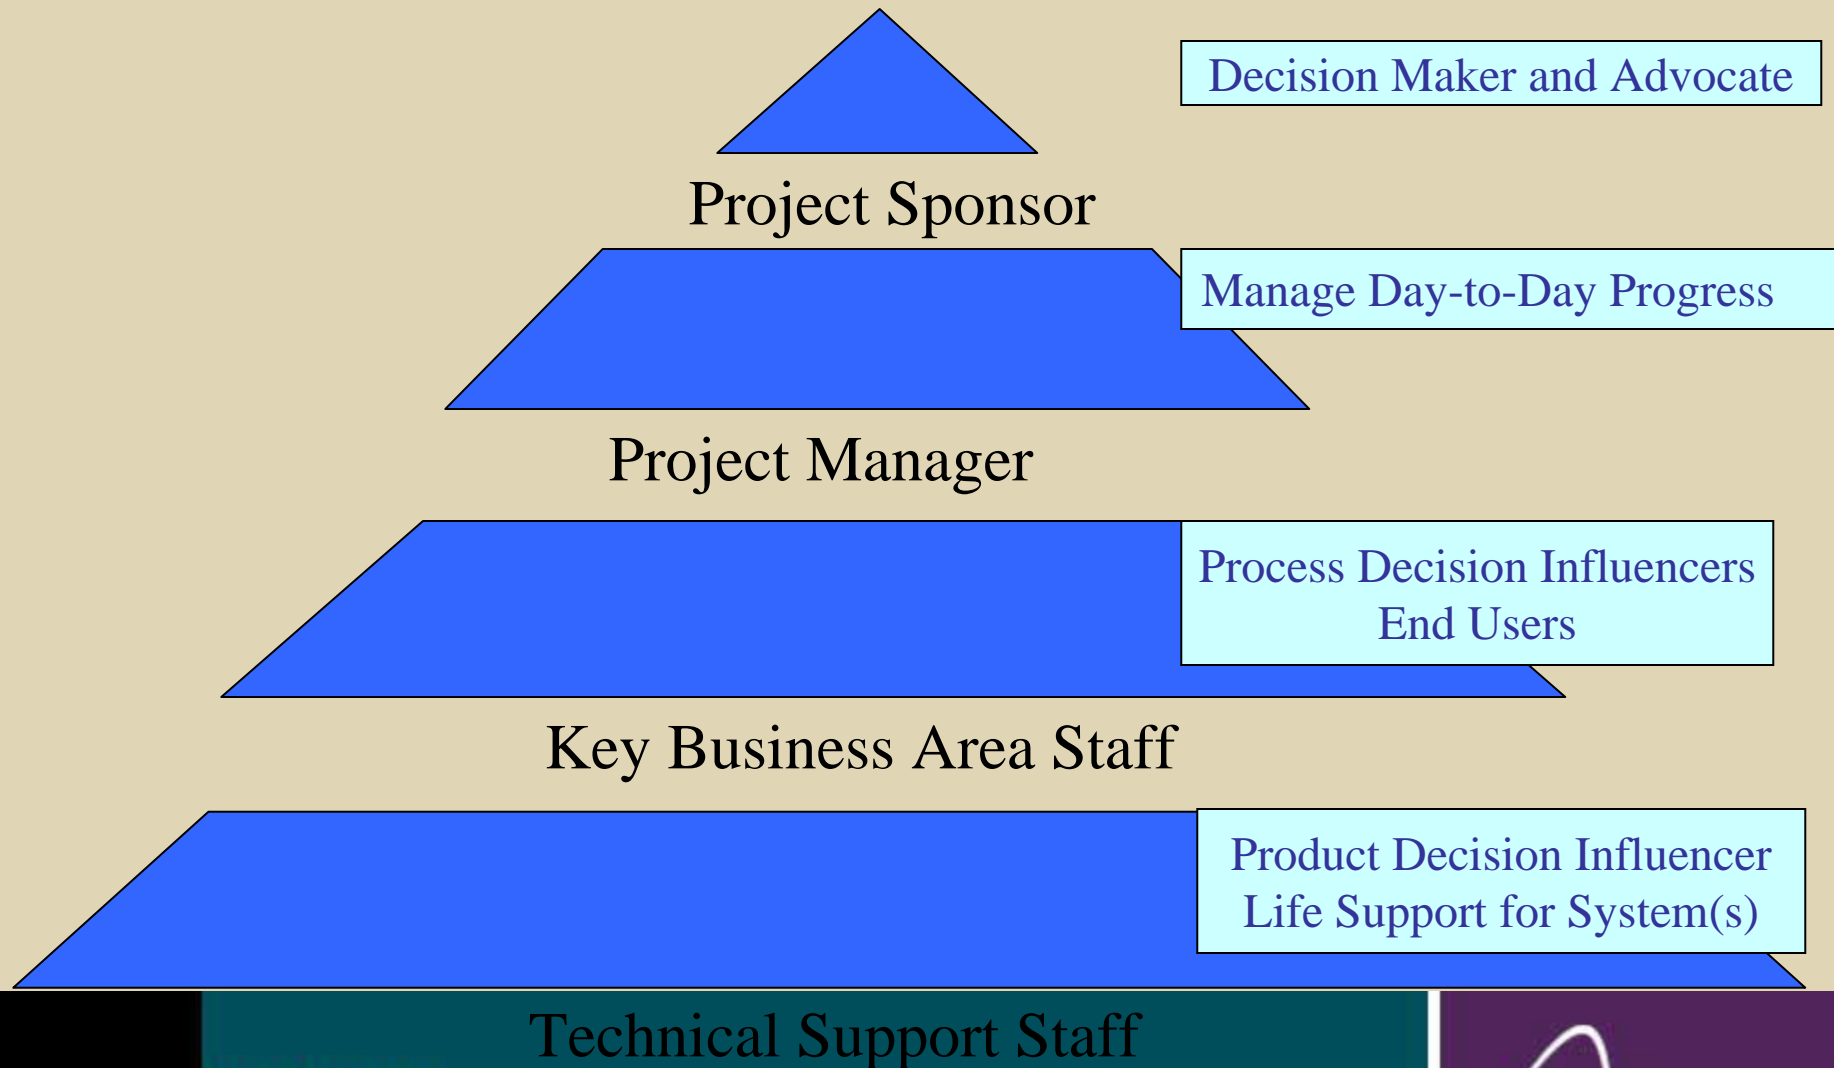 Decision Maker and Advocate
Project Sponsor
Manage Day-to-Day Progress
Project Manager
Process Decision Influencers
End Users
Key Business Area Staff
Product Decision Influencer
Life Support for System(s)
Technical Support Staff